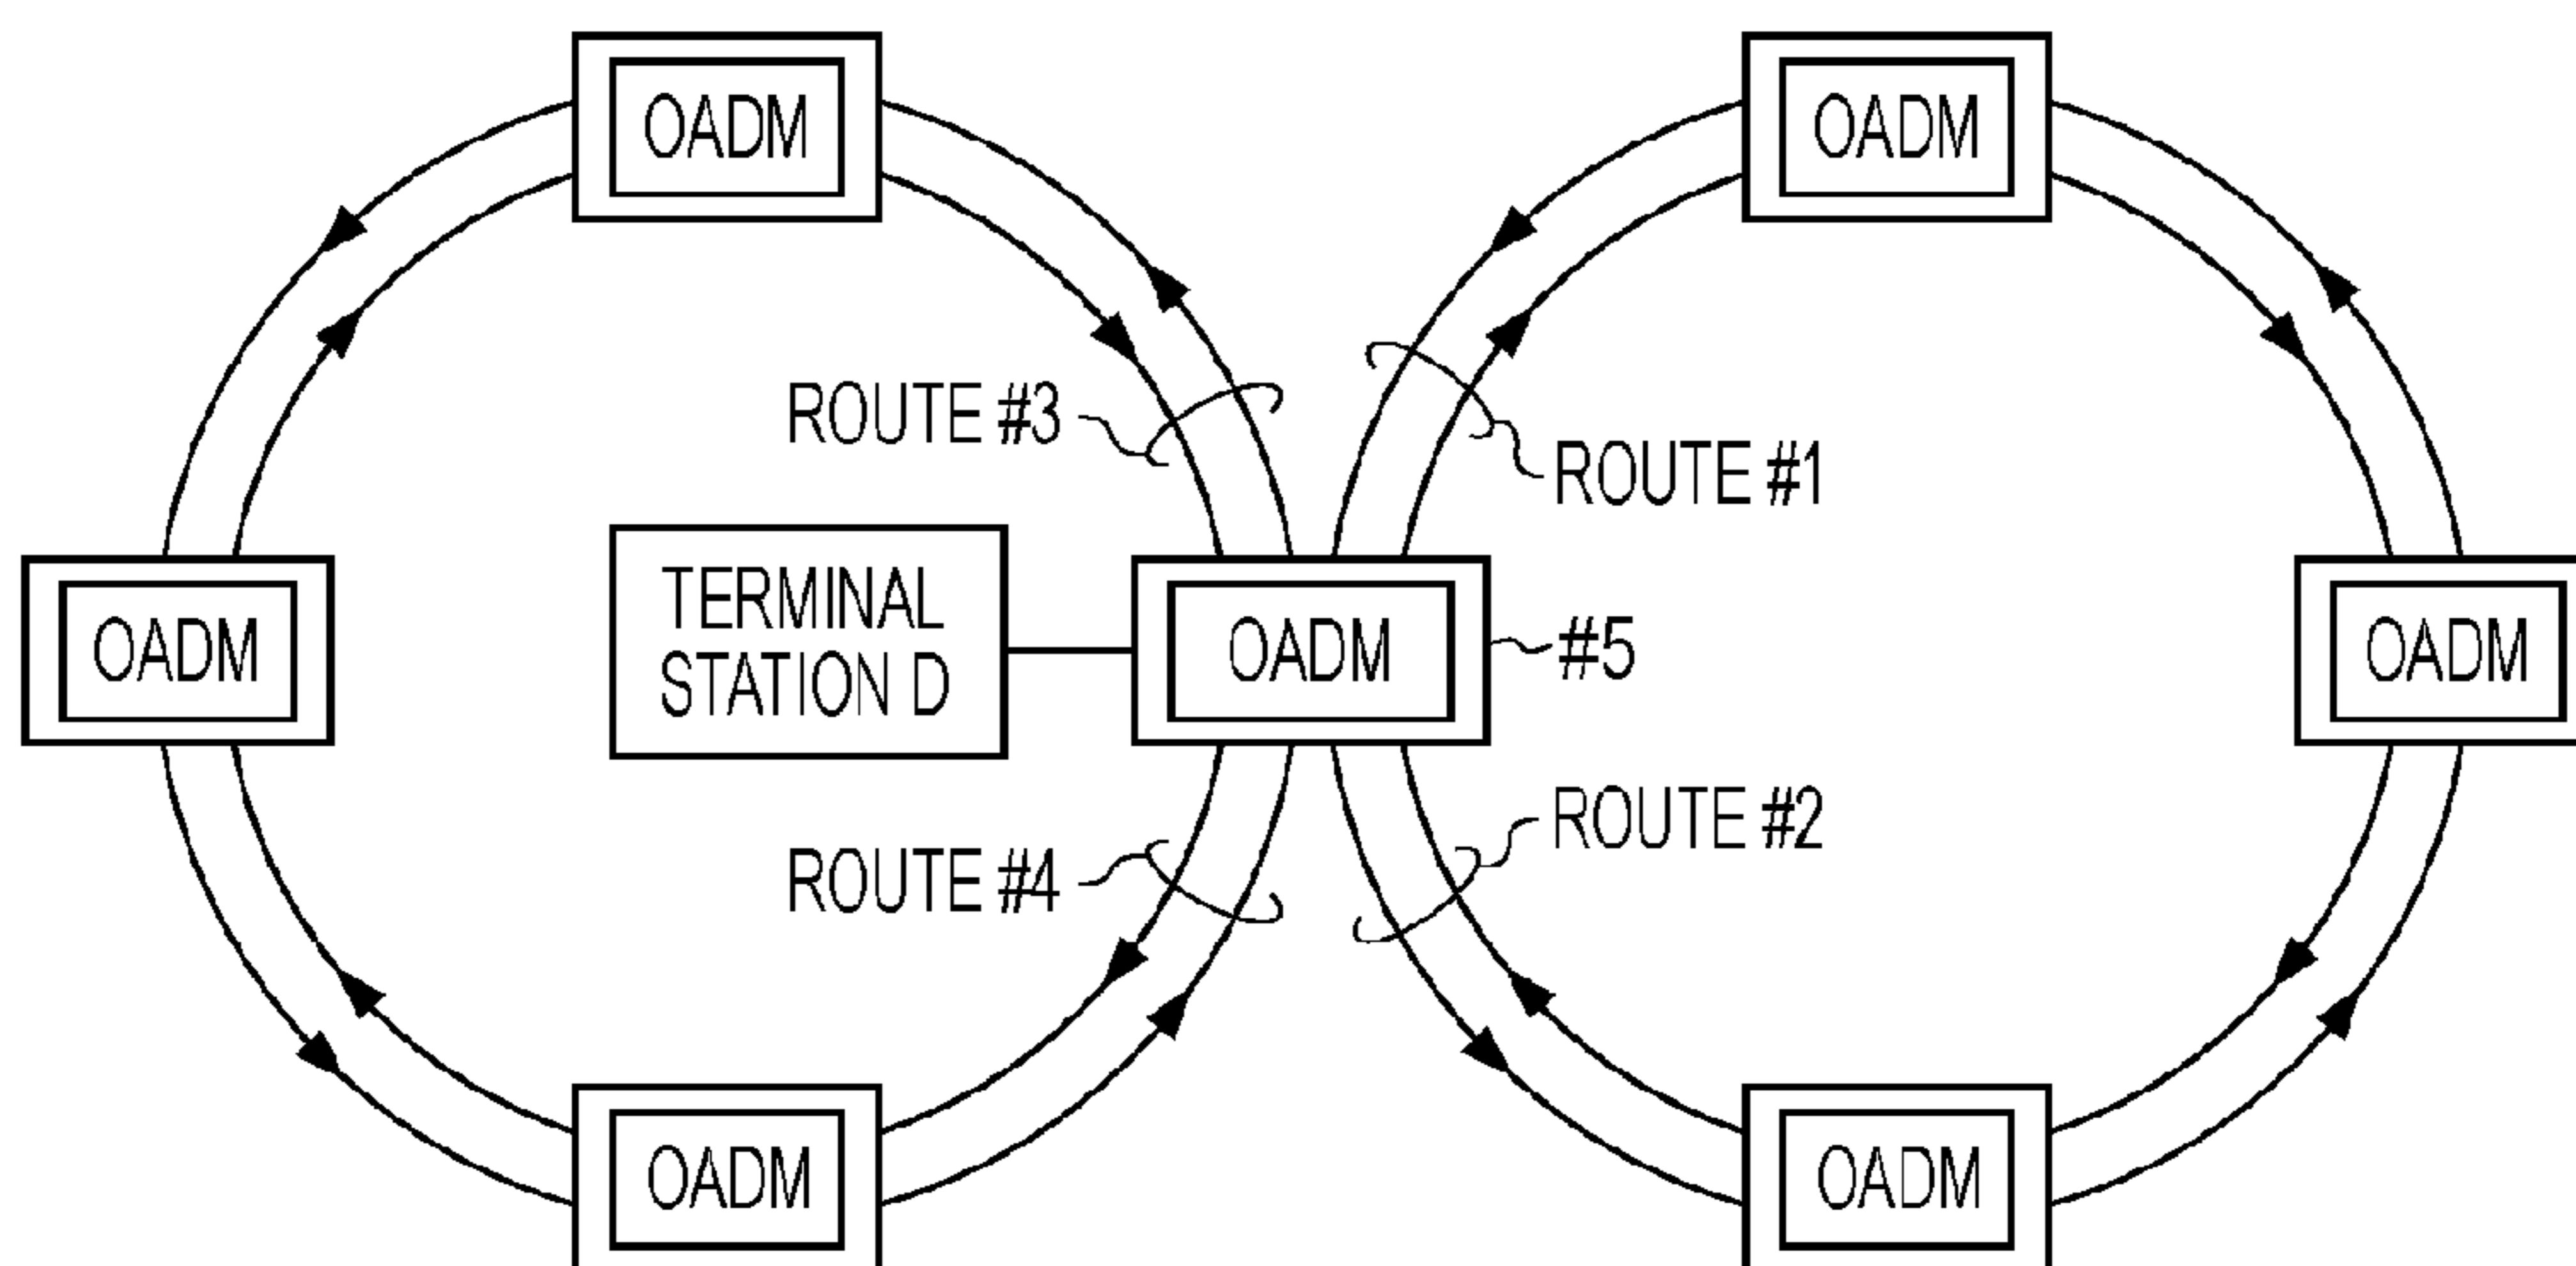 OADM
OADM
ROUTE #3
ROUTE #1
OADM
TERMINAL
STATION D
OADM
#5
OADM
ROUTE #4
ROUTE #2
OADM
OADM